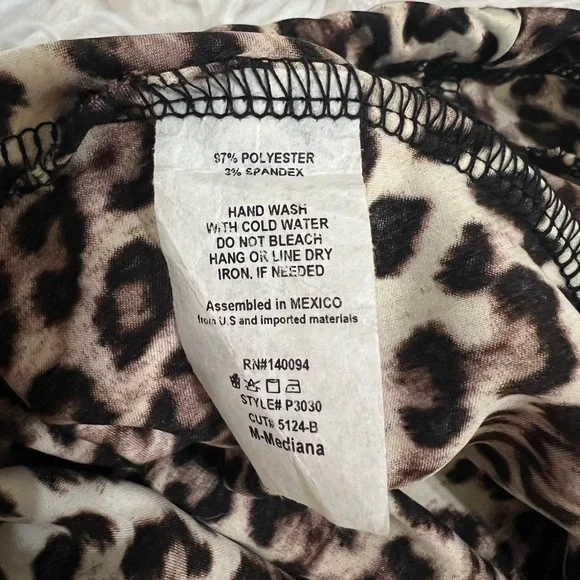 97% POLYESTER
3% SPANDEX
HAND WASH
WITH COLD WATER
DO NOT BLEACH
HANG OR LINE DRY
IRON, IF NEEDED
Assembled in MEXICO
from U.S and imported materials
RN#140094
STYLE# P3030
CUT# 5124-B
M-Mediana